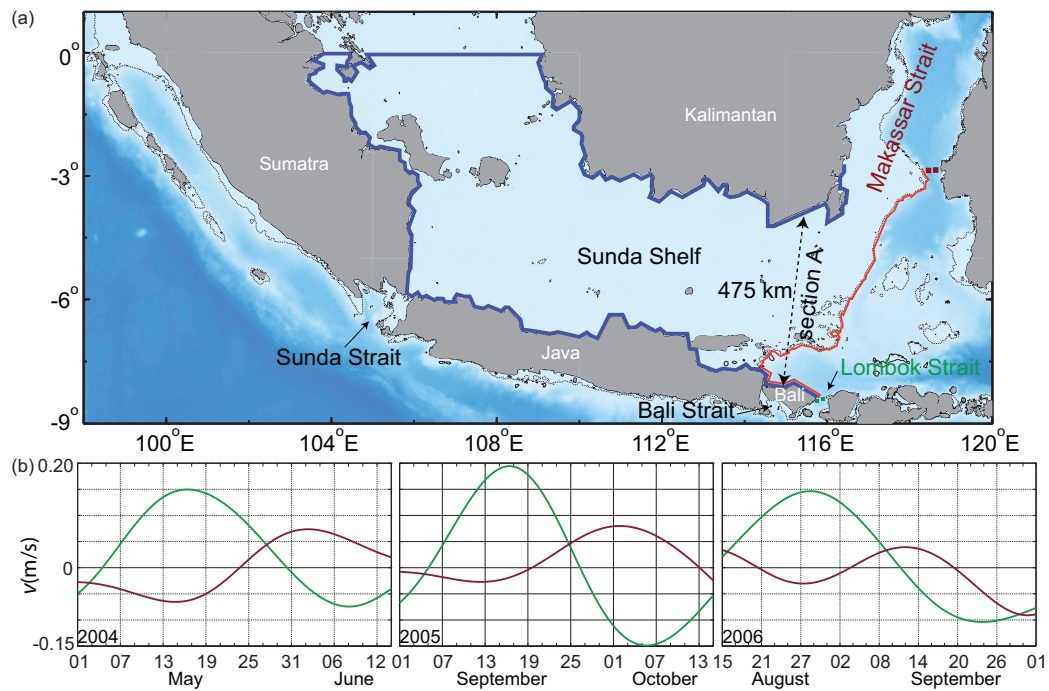 (a)
0°
-3°
-6°
-9°
100°E
104°E
108°E
112°E
116°E
120°E
Sumatra
Kalimantan
Makassar Strait
Sunda Shelf
475 km
section A
Sunda Strait
Java
Bali
Lombok Strait
Bali Strait
(b)
v(m/s)
0.20
0
-0.15
2004
2005
2006
01 07 13 19 25 31 06 12
May June
01 07 13 19 25 01 07 13 14
September October
15 21 27 02 08 14 20 26 01
August September